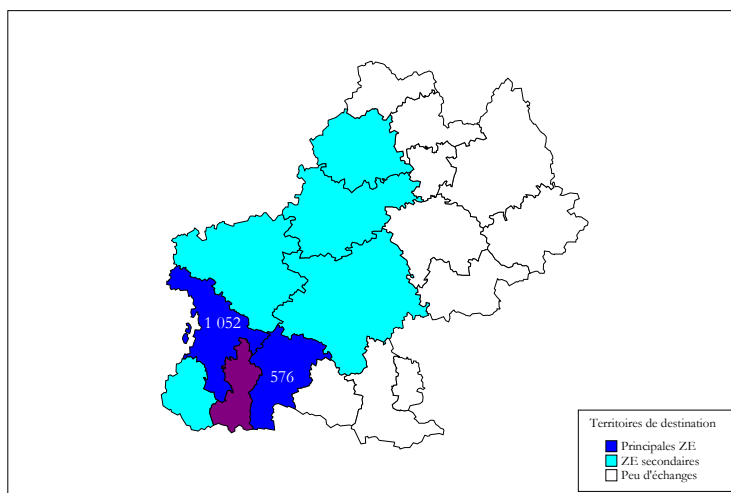 1 052
576
Territoires de destination
Principales ZE
ZE secondaires
Peu d'échanges